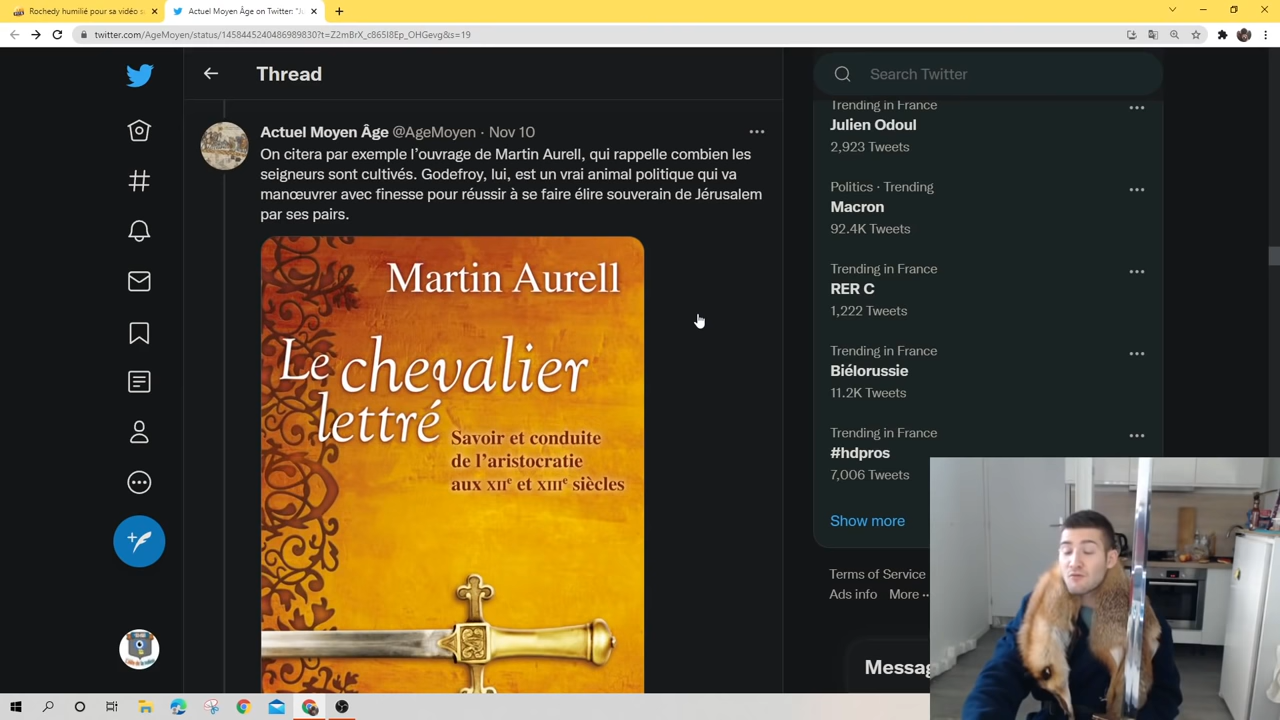 Rochedy humilié pour sa vidéo s
Actuel Moyen Âge on Twitter: "Ju
twitter.com/AgeMoyen/status/1458445240486989830?t=Z2mBrX_c865I8Ep_OHGevg&s=19
Thread
Search Twitter
Actuel Moyen Âge @AgeMoyen · Nov 10
On citera par exemple l'ouvrage de Martin Aurell, qui rappelle combien les
seigneurs sont cultivés. Godefroy, lui, est un vrai animal politique qui va
manœuvrer avec finesse pour réussir à se faire élire souverain de Jérusalem
par ses pairs.
Martin Aurell
Le chevalier
lettré
Savoir et conduite
de l'aristocratie
aux XIIe et XIIIe siècles
Trending in France
Julien Odoul
2,923 Tweets
Politics · Trending
Macron
92.4K Tweets
Trending in France
RER C
1,222 Tweets
Trending in France
Biélorussie
11.2K Tweets
Trending in France
#hdpros
7,006 Tweets
Show more
Terms of Service
Ads info More ··
Messag